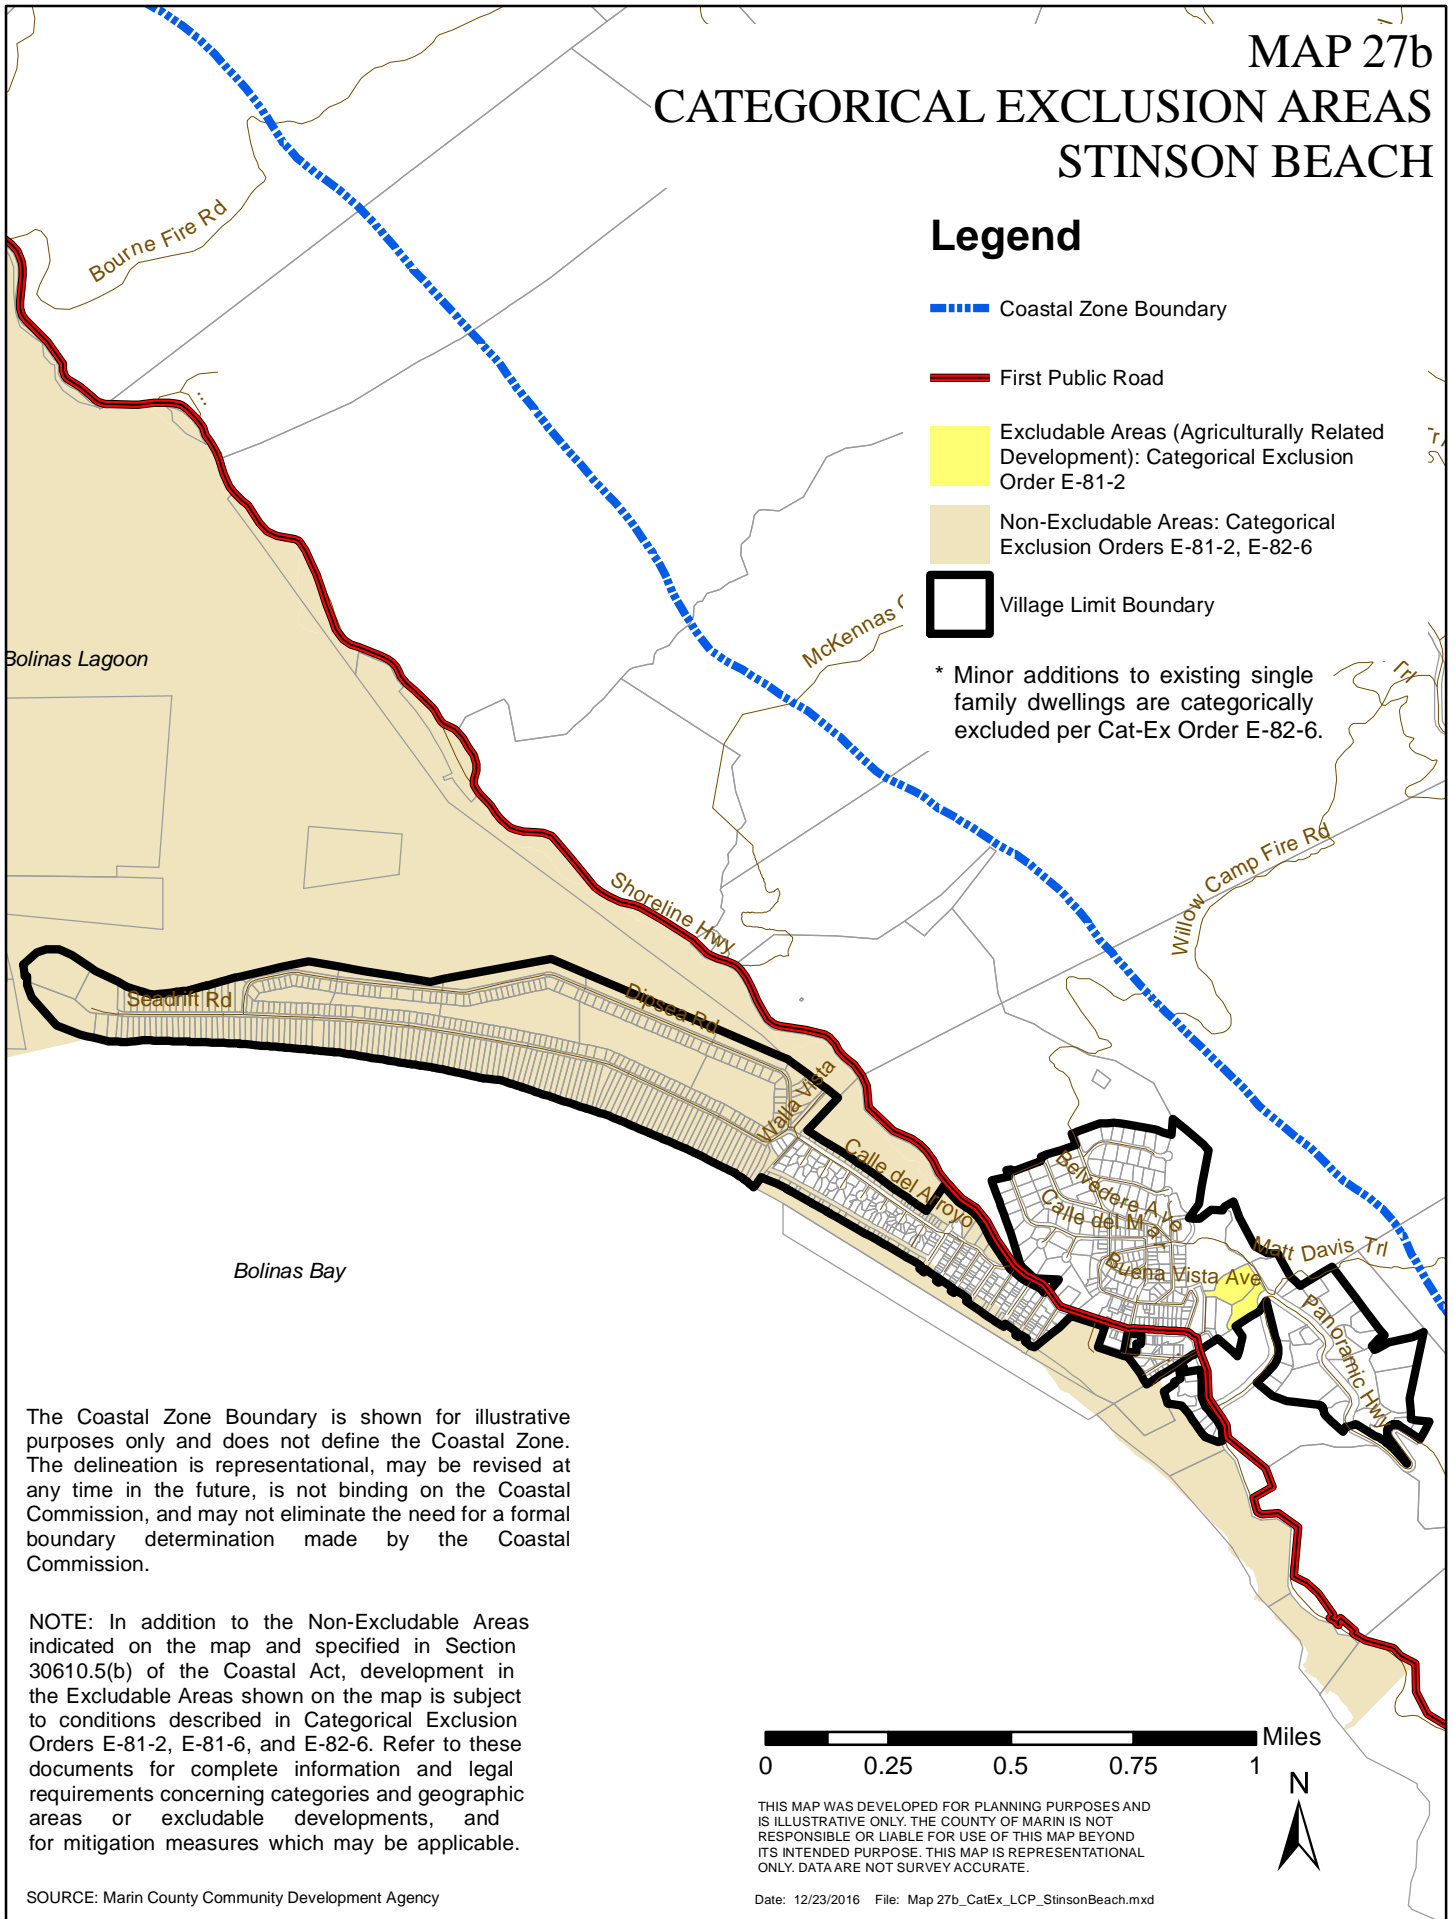 MAP 27b
CATEGORICAL EXCLUSION AREAS
STINSON BEACH
Legend
Coastal Zone Boundary
First Public Road
Excludable Areas (Agriculturally Related
Development): Categorical Exclusion
Order E-81-2
Non-Excludable Areas: Categorical
Exclusion Orders E-81-2, E-82-6
Village Limit Boundary
* Minor additions to existing single
family dwellings are categorically
excluded per Cat-Ex Order E-82-6.
Bourne Fire Rd
...
McKennas
Trl
Bolinas Lagoon
Willow Camp Fire Rd
Shoreline Hwy
Seadrift Rd
Dipsea Rd
Walla Vista
Calle del Arroyo
Belvedere Ave
Calle del Mar
Buena Vista Ave
Matt Davis Trl
Panoramic Hwy
Bolinas Bay
The Coastal Zone Boundary is shown for illustrative
purposes only and does not define the Coastal Zone.
The delineation is representational, may be revised at
any time in the future, is not binding on the Coastal
Commission, and may not eliminate the need for a formal
boundary determination made by the Coastal
Commission.
NOTE: In addition to the Non-Excludable Areas
indicated on the map and specified in Section
30610.5(b) of the Coastal Act, development in
the Excludable Areas shown on the map is subject
to conditions described in Categorical Exclusion
Orders E-81-2, E-81-6, and E-82-6. Refer to these
documents for complete information and legal
requirements concerning categories and geographic
areas or excludable developments, and
for mitigation measures which may be applicable.
SOURCE: Marin County Community Development Agency
Miles
0 0.25 0.5 0.75 1
N
THIS MAP WAS DEVELOPED FOR PLANNING PURPOSES AND
IS ILLUSTRATIVE ONLY. THE COUNTY OF MARIN IS NOT
RESPONSIBLE OR LIABLE FOR USE OF THIS MAP BEYOND
ITS INTENDED PURPOSE. THIS MAP IS REPRESENTATIONAL
ONLY. DATA ARE NOT SURVEY ACCURATE.
Date: 12/23/2016 File: Map 27b_CatEx_LCP_StinsonBeach.mxd